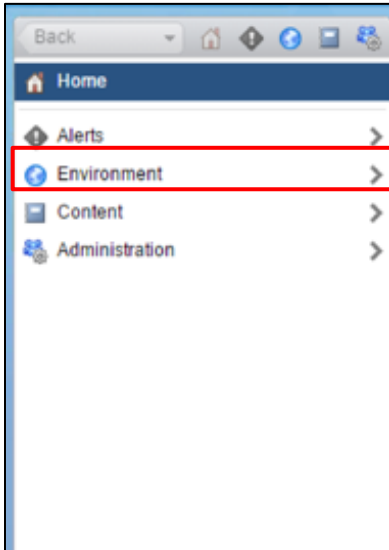 Back
Home
Alerts
Environment
Content
Administration